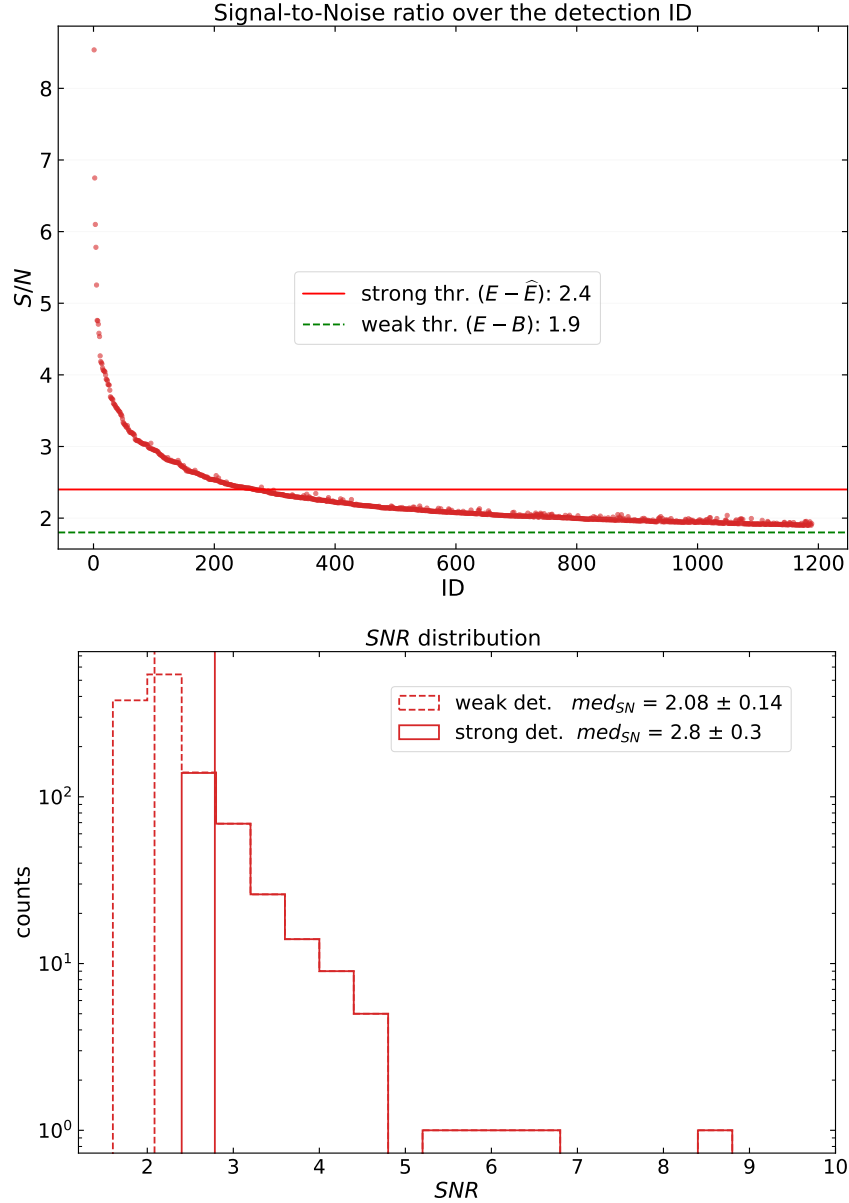 Signal-to-Noise ratio over the detection ID
S/N
8
7
6
5
4
3
2
strong thr. (E − Ê): 2.4
weak thr. (E − B): 1.9
0 200 400 600 800 1000 1200
ID
SNR distribution
counts
10²
10¹
10⁰
weak det. med_SN = 2.08 ± 0.14
strong det. med_SN = 2.8 ± 0.3
2 3 4 5 6 7 8 9 10
SNR